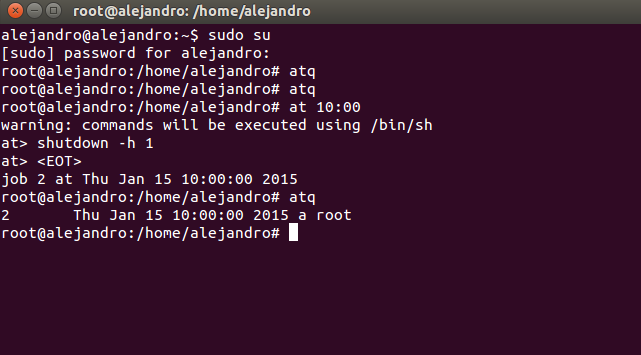 root@alejandro: /home/alejandro
alejandro@alejandro:~$ sudo su
[sudo] password for alejandro:
root@alejandro:/home/alejandro# atq
root@alejandro:/home/alejandro# atq
root@alejandro:/home/alejandro# at 10:00
warning: commands will be executed using /bin/sh
at> shutdown -h 1
at> <EOT>
job 2 at Thu Jan 15 10:00:00 2015
root@alejandro:/home/alejandro# atq
2       Thu Jan 15 10:00:00 2015 a root
root@alejandro:/home/alejandro#